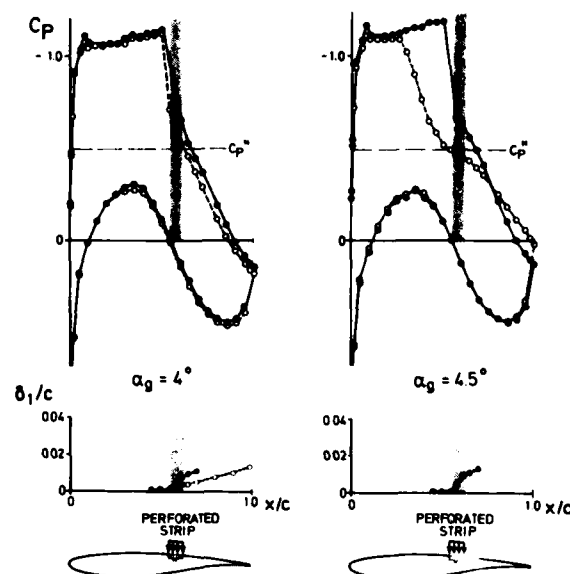 Cp
-1.0
Cp*
0
-1.0
Cp*
0
αg = 4°
αg = 4.5°
δ1/c
0.04
0.02
0
0
1.0
x/c
0.04
0.02
0
0
1.0
x/c
PERFORATED
STRIP
PERFORATED
STRIP